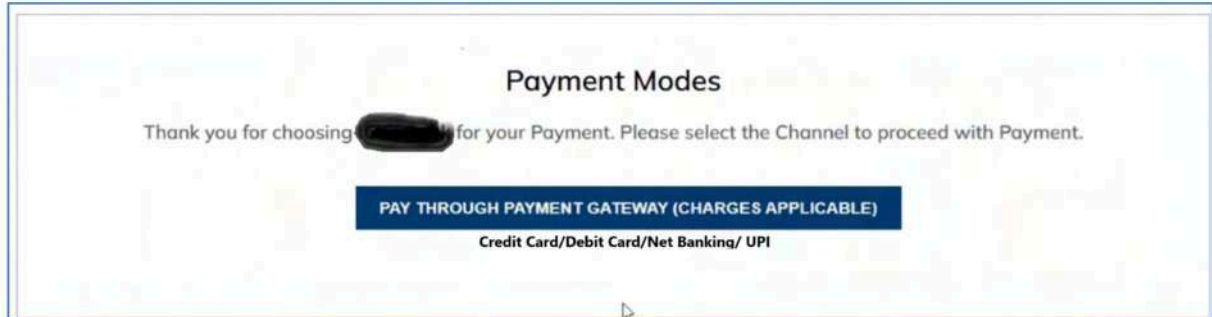 Payment Modes
Thank you for choosing for your Payment. Please select the Channel to proceed with Payment.
PAY THROUGH PAYMENT GATEWAY (CHARGES APPLICABLE)
Credit Card/Debit Card/Net Banking/ UPI